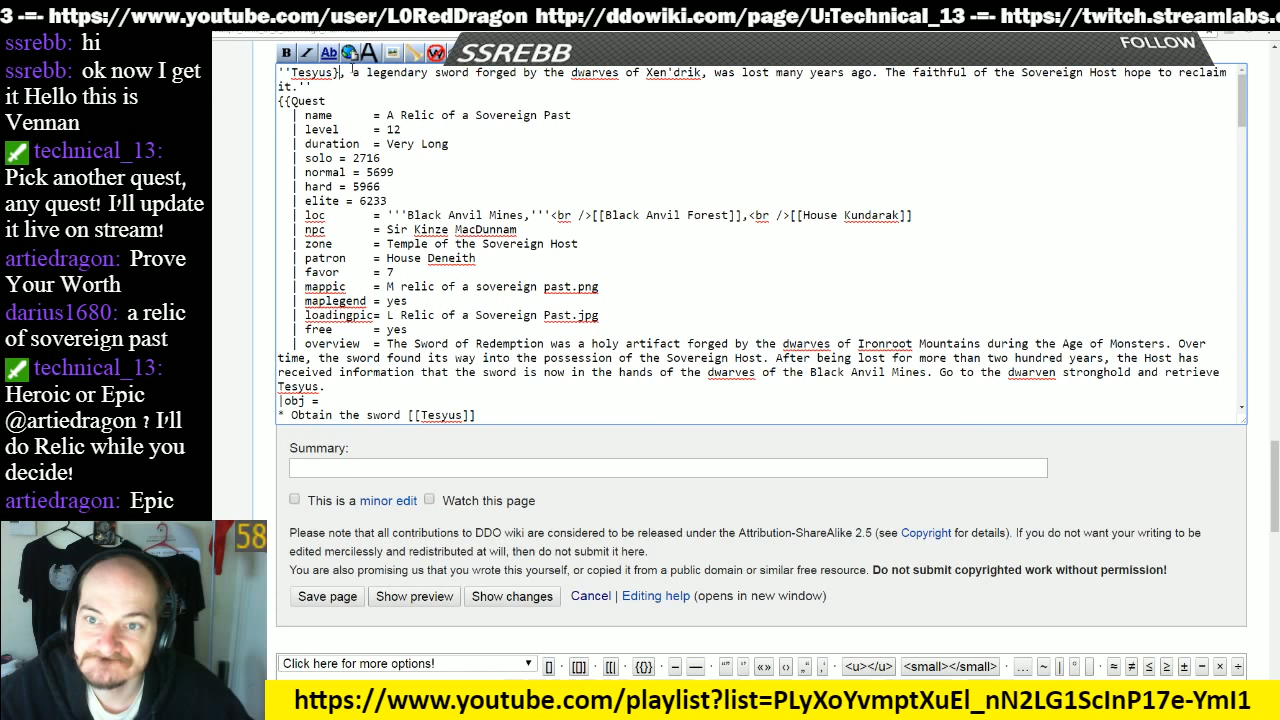 3 -=- https://www.youtube.com/user/L0RedDragon http://ddowiki.com/page/U:Technical_13 -=- https://twitch.streamlabs.c
ssrebb: hi
ssrebb: ok now I get
it Hello this is
Vennan
technical_13:
Pick another quest,
any quest! I'll update
it live on stream!
artiedragon: Prove
Your Worth
darius1680: a relic
of sovereign past
technical_13:
Heroic or Epic
@artiedragon ? I'll
do Relic while you
decide!
artiedragon: Epic
58
SSREBB
FOLLOW
B I Ab A W
''Tesyus}, a legendary sword forged by the dwarves of Xen'drik, was lost many years ago. The faithful of the Sovereign Host hope to reclaim
it.''
{{Quest
| name = A Relic of a Sovereign Past
| level = 12
| duration = Very Long
| solo = 2716
| normal = 5699
| hard = 5966
| elite = 6233
| loc = '''Black Anvil Mines,'''<br />[[Black Anvil Forest]],<br />[[House Kundarak]]
| npc = Sir Kinze MacDunnam
| zone = Temple of the Sovereign Host
| patron = House Deneith
| favor = 7
| mappic = M relic of a sovereign past.png
| maplegend = yes
| loadingpic= L Relic of a Sovereign Past.jpg
| free = yes
| overview = The Sword of Redemption was a holy artifact forged by the dwarves of Ironroot Mountains during the Age of Monsters. Over
time, the sword found its way into the possession of the Sovereign Host. After being lost for more than two hundred years, the Host has
received information that the sword is now in the hands of the dwarves of the Black Anvil Mines. Go to the dwarven stronghold and retrieve
Tesyus.
|obj =
* Obtain the sword [[Tesyus]]
Summary:
This is a minor edit Watch this page
Please note that all contributions to DDO wiki are considered to be released under the Attribution-ShareAlike 2.5 (see Copyright for details). If you do not want your writing to be
edited mercilessly and redistributed at will, then do not submit it here.
You are also promising us that you wrote this yourself, or copied it from a public domain or similar free resource. Do not submit copyrighted work without permission!
Save page Show preview Show changes Cancel | Editing help (opens in new window)
Click here for more options! [] · [[]] · [[| · {{}} · – · — · “” · ‘’ · «» · ‹› · „“ · ‚‘ · <u></u> · <small></small> · … · ~ · | · ° · · ≈ · ≠ · ≤ · ≥ · ± · − · × · ÷
https://www.youtube.com/playlist?list=PLyXoYvmptXuEl_nN2LG1ScInP17e-YmI1